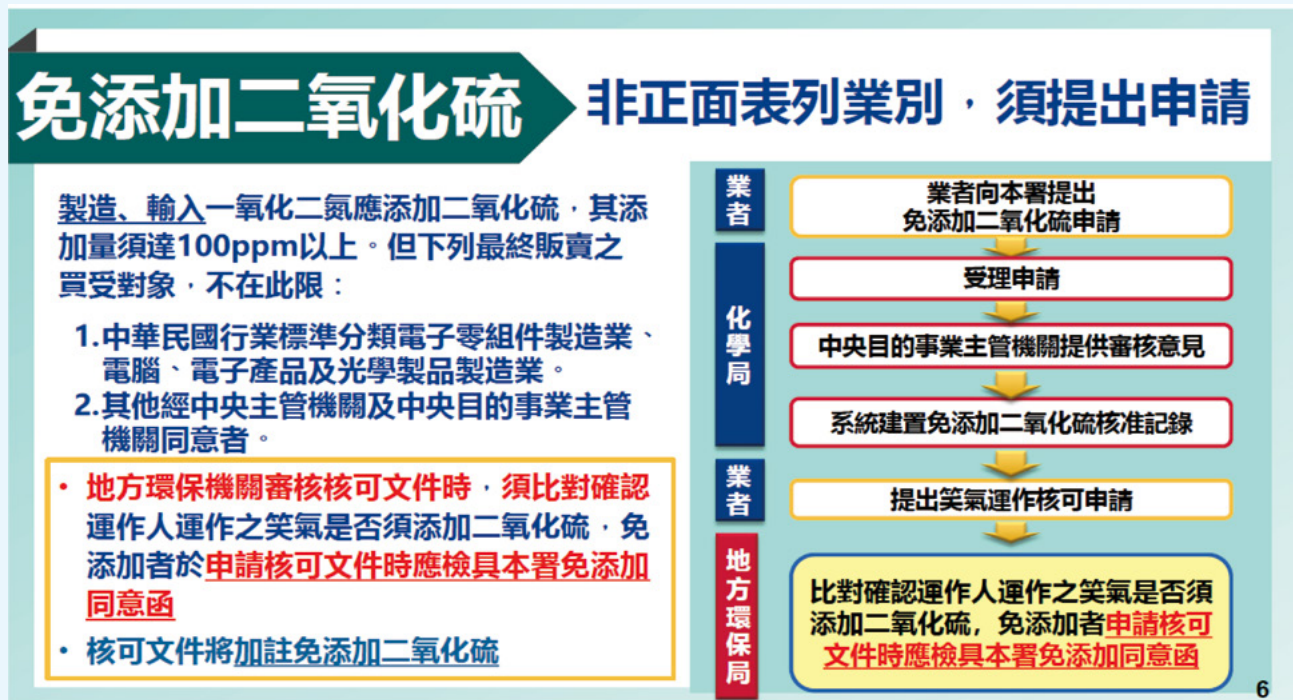 免添加二氧化硫
非正面表列業別，須提出申請
製造、輸入一氧化二氮應添加二氧化硫，其添
加量須達100ppm以上。但下列最終販賣之
買受對象，不在此限：
1.中華民國行業標準分類電子零組件製造業、
電腦、電子產品及光學製品製造業。
2.其他經中央主管機關及中央目的事業主管
機關同意者。
• 地方環保機關審核核可文件時，須比對確認
運作人運作之笑氣是否須添加二氧化硫，免
添加者於申請核可文件時應檢具本署免添加
同意函
• 核可文件將加註免添加二氧化硫
業者
業者向本署提出
免添加二氧化硫申請
化學局
受理申請
中央目的事業主管機關提供審核意見
系統建置免添加二氧化硫核准記錄
業者
提出笑氣運作核可申請
地方環保局
比對確認運作人運作之笑氣是否須
添加二氧化硫，免添加者申請核可
文件時應檢具本署免添加同意函
6